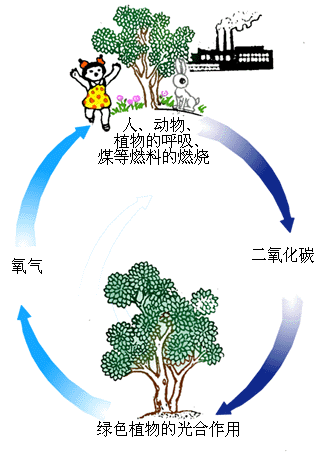 人、动物、
植物的呼吸、
煤等燃料的燃烧
二氧化碳
氧气
绿色植物的光合作用